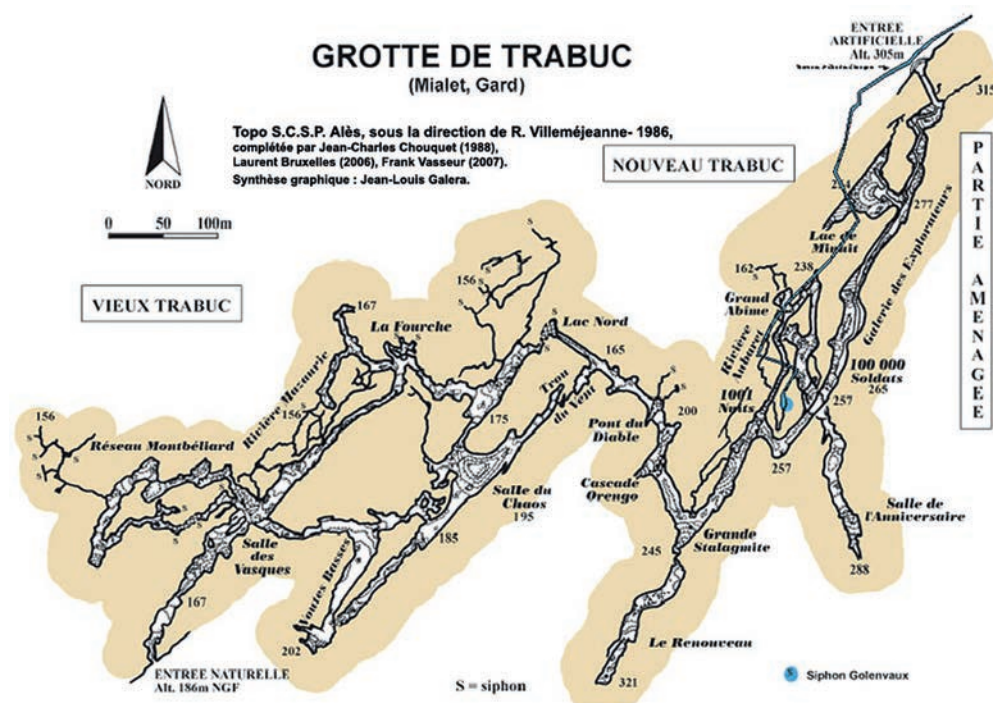 GROTTE DE TRABUC
(Mialet, Gard)
Topo S.C.S.P. Alès, sous la direction de R. Villeméjeanne- 1986,
complétée par Jean-Charles Chouquet (1988),
Laurent Bruxelles (2006), Frank Vasseur (2007).
Synthèse graphique : Jean-Louis Galera.
NORD
0 50 100m
ENTREE
ARTIFICIELLE
Alt. 305m
315
NOUVEAU TRABUC
PARTIE AMENAGEE
277
Lac de
Minuit
Galerie des Explorateurs
162
S
238
Grand
Abîme
Rivière
Aubaret
1001
Nuits
100 000
Soldats
265
257
257
Salle de
l'Anniversaire
288
VIEUX TRABUC
167
La Fourche
156
S
S
S
Lac Nord
S
S
165
Trou
du Vent
175
S
200
Pont du
Diable
Cascade
Orengo
Rivière Mazaurie
156
S
156
S
S
S
Réseau Montbéliard
S
S
Salle du
Chaos
195
185
Salle
des
Vasques
167
Voutes Basses
202
245
Grande
Stalagmite
Le Renouveau
321
ENTREE NATURELLE
Alt. 186m NGF
S = siphon
S Siphon Golenvaux